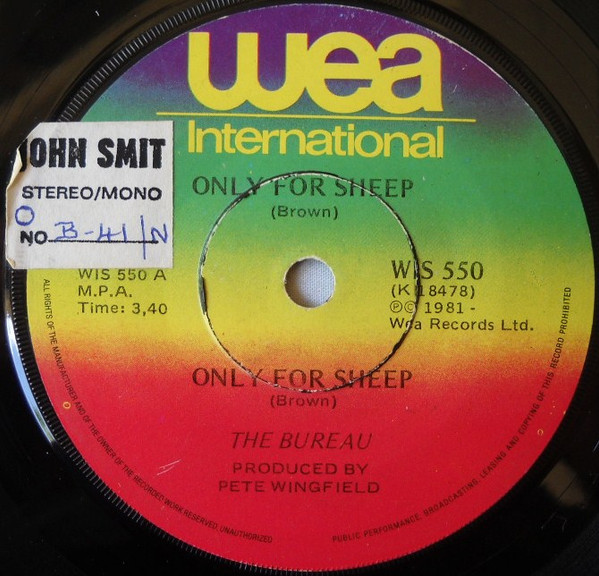 wea
International
JOHN SMIT
STEREO/MONO
NO B-41/N
ONLY FOR SHEEP
(Brown)
WIS 550 A
M.P.A.
Time: 3,40
WIS 550
(K 18478)
Ⓟ© 1981 -
Wea Records Ltd.
ONLY FOR SHEEP
(Brown)
THE BUREAU
PRODUCED BY
PETE WINGFIELD
ALL RIGHTS OF THE MANUFACTURER AND OF THE OWNER OF THE RECORDED WORK RESERVED. UNAUTHORIZED
PUBLIC PERFORMANCE, BROADCASTING, LEASING AND COPYING OF THIS RECORD PROHIBITED